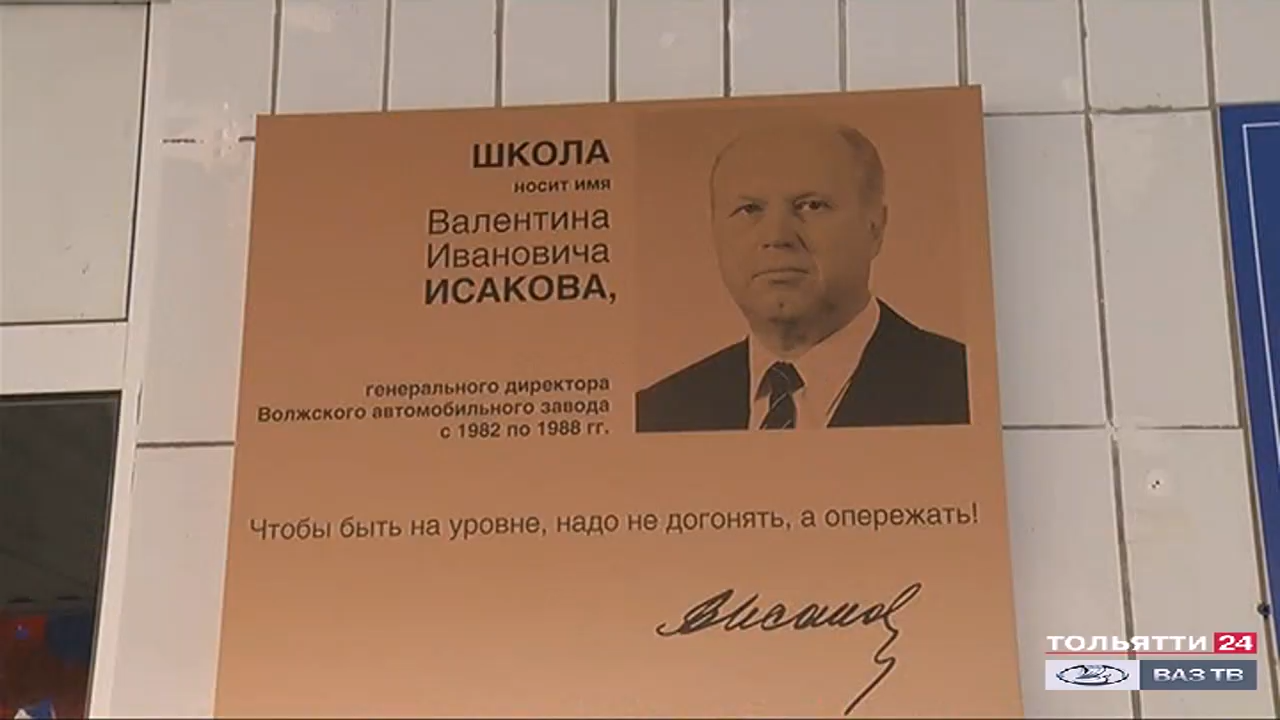 ШКОЛА
носит имя
Валентина
Ивановича
ИСАКОВА,
генерального директора
Волжского автомобильного завода
с 1982 по 1988 гг.
Чтобы быть на уровне, надо не догонять, а опережать!
ВИсаков
ТОЛЬЯТТИ 24
ВАЗ ТВ